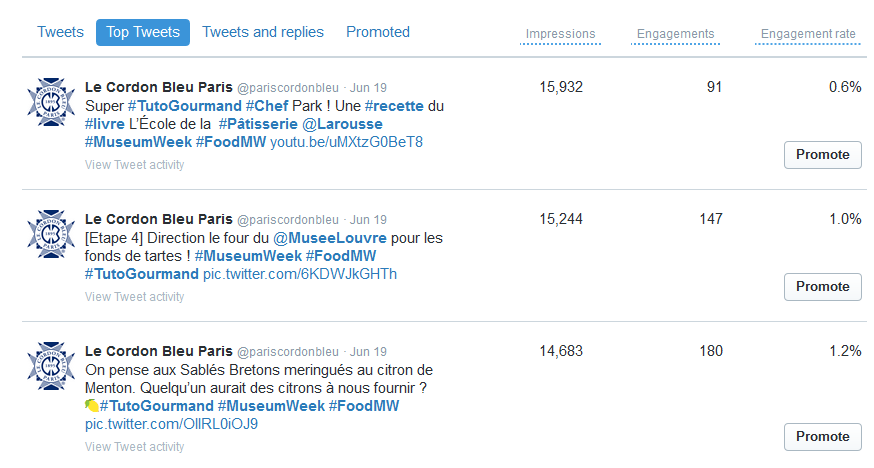 Tweets Top Tweets Tweets and replies Promoted Impressions Engagements Engagement rate
Le Cordon Bleu Paris @pariscordonbleu · Jun 19 15,932 91 0.6%
Super #TutoGourmand #Chef Park ! Une #recette du
#livre L'École de la #Pâtisserie @Larousse
#MuseumWeek #FoodMW youtu.be/uMXtzG0BeT8
View Tweet activity
Promote
Le Cordon Bleu Paris @pariscordonbleu · Jun 19 15,244 147 1.0%
[Etape 4] Direction le four du @MuseeLouvre pour les
fonds de tartes ! #MuseumWeek #FoodMW
#TutoGourmand pic.twitter.com/6KDWJkGHTh
View Tweet activity
Promote
Le Cordon Bleu Paris @pariscordonbleu · Jun 19 14,683 180 1.2%
On pense aux Sablés Bretons meringués au citron de
Menton. Quelqu'un aurait des citrons à nous fournir ?
🍋#TutoGourmand #MuseumWeek #FoodMW
pic.twitter.com/OllRL0iOJ9
View Tweet activity
Promote